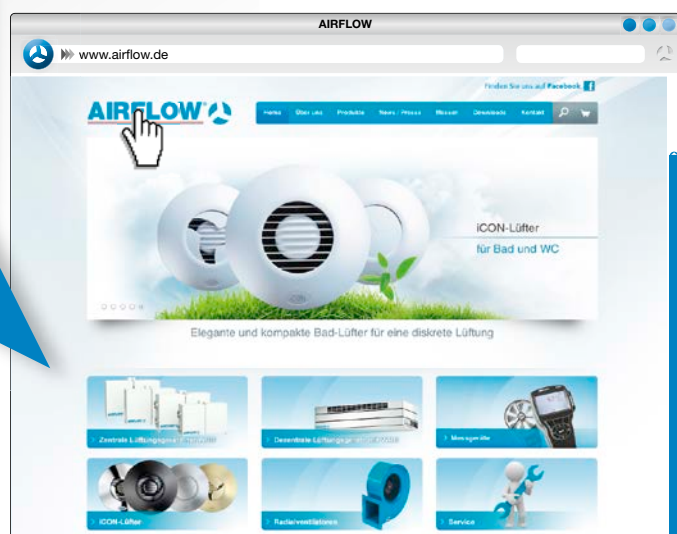 AIRFLOW
www.airflow.de
Finden Sie uns auf Facebook
AIRFLOW
Home Über uns Produkte News / Presse Messen Downloads Kontakt
iCON-Lüfter
für Bad und WC
Elegante und kompakte Bad-Lüfter für eine diskrete Lüftung
Zentrale Lüftungsgeräte
Dezentrale Lüftungsgeräte
Messgeräte
iCON-Lüfter
Radialventilatoren
Service